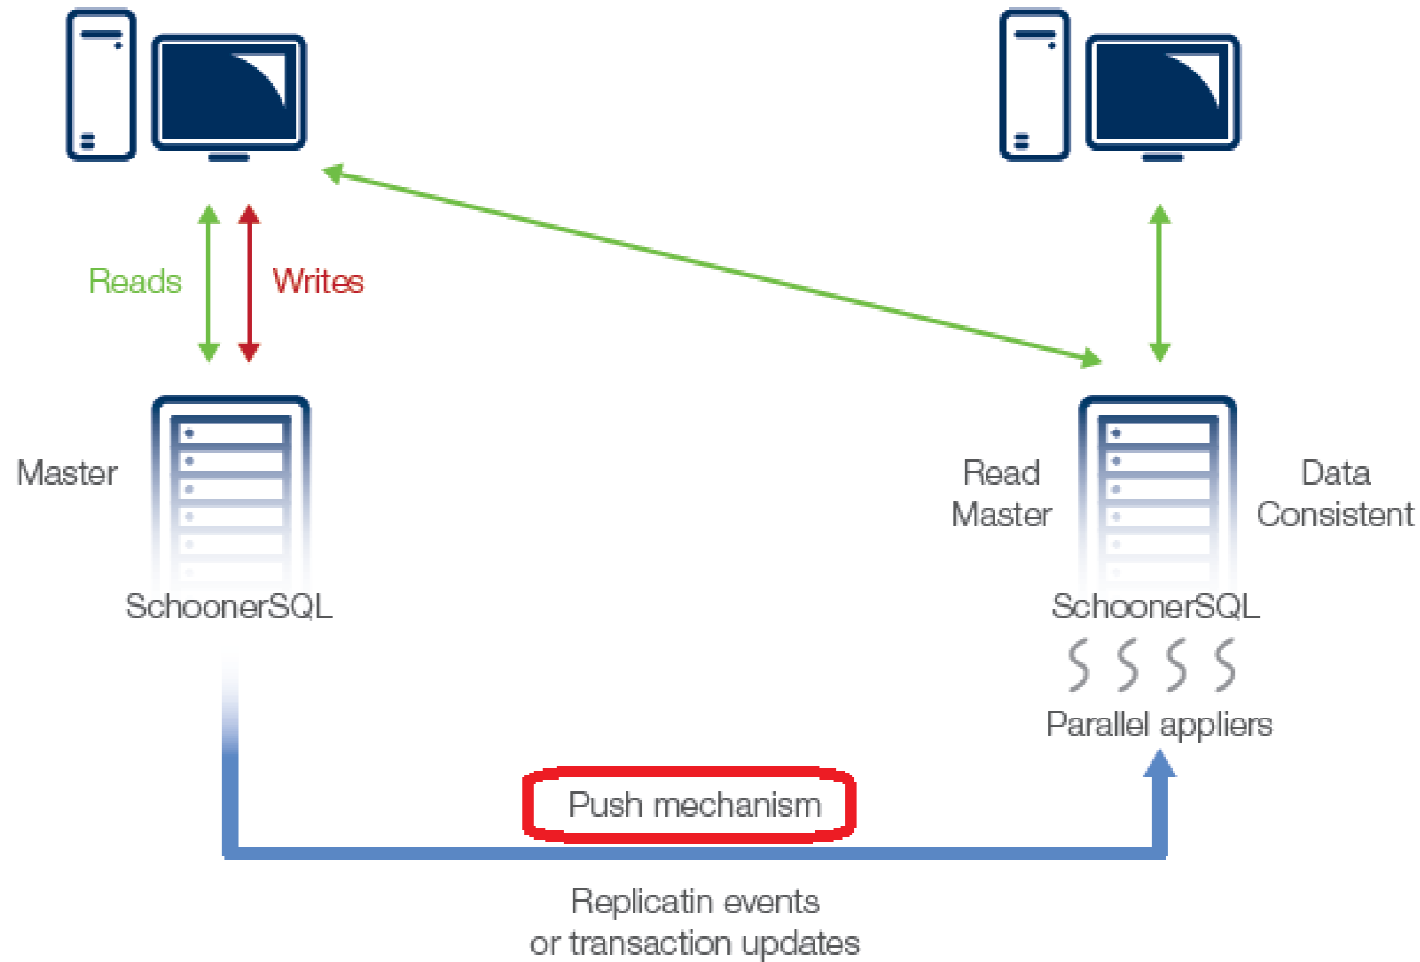 Reads
Writes
Master
Read
Master
Data
Consistent
SchoonerSQL
SchoonerSQL
Parallel appliers
Push mechanism
Replicatin events
or transaction updates